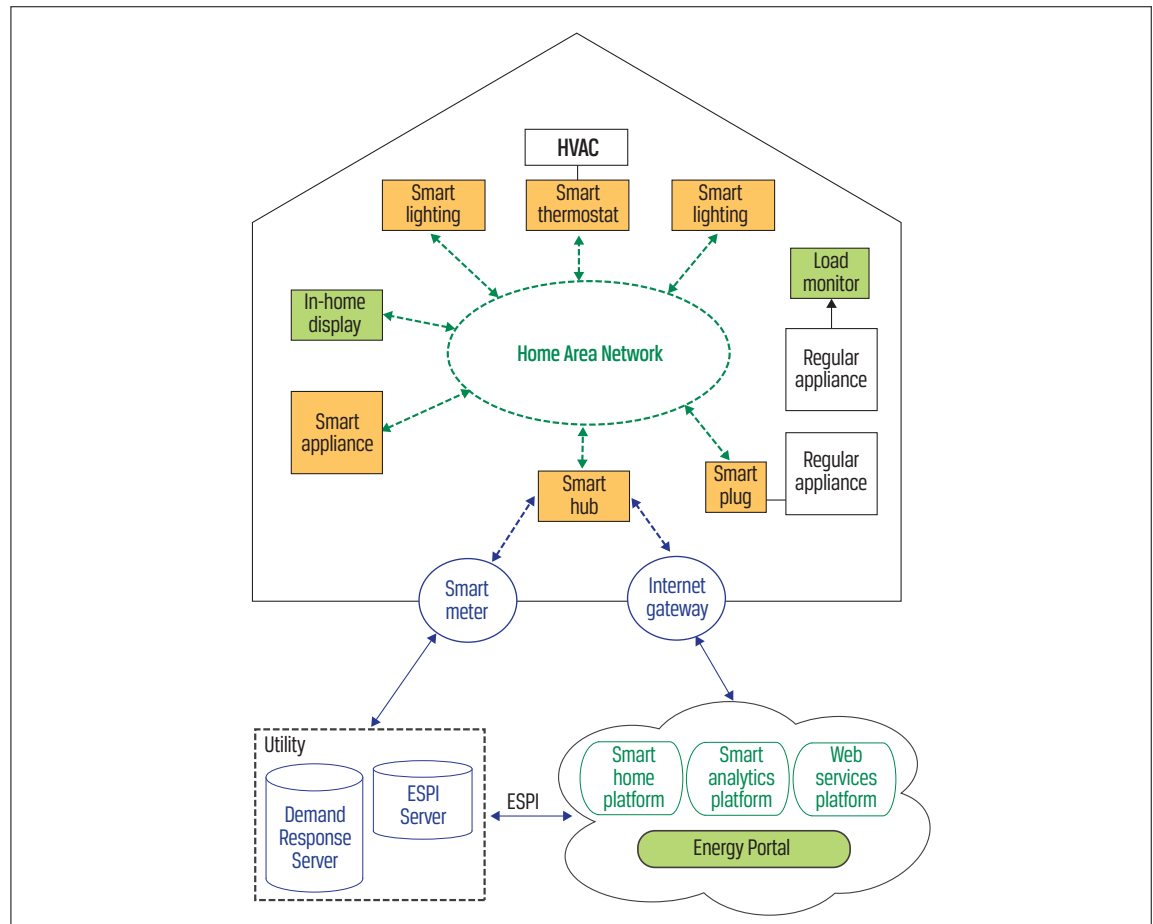 HVAC
Smart
lighting
Smart
thermostat
Smart
lighting
Load
monitor
In-home
display
Home Area Network
Regular
appliance
Smart
appliance
Regular
appliance
Smart
plug
Smart
hub
Smart
meter
Internet
gateway
Utility
Demand
Response
Server
ESPI
Server
ESPI
Smart
home
platform
Smart
analytics
platform
Web
services
platform
Energy Portal